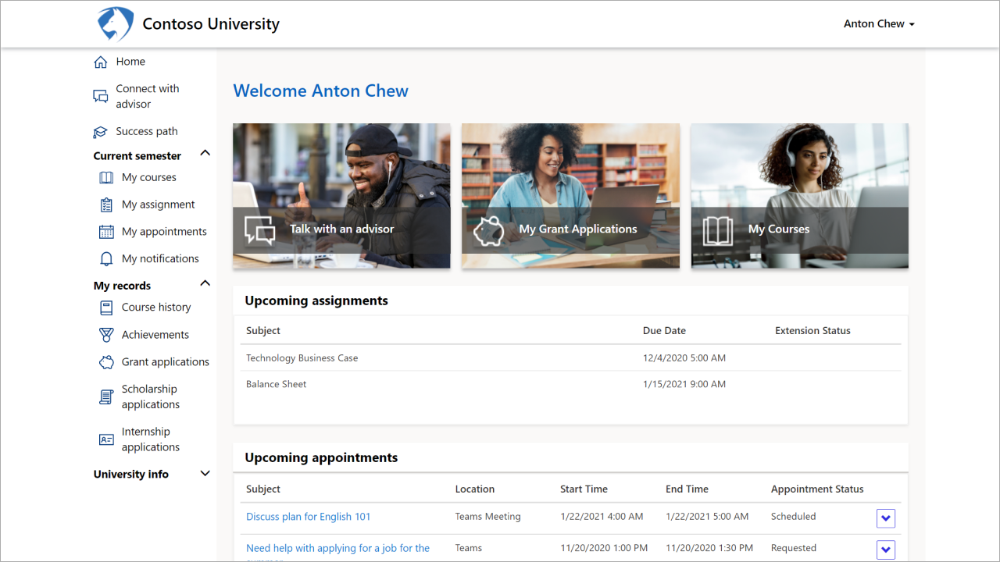 Contoso University
Anton Chew
Home
Connect with
advisor
Success path
Current semester
My courses
My assignment
My appointments
My notifications
My records
Course history
Achievements
Grant applications
Scholarship
applications
Internship
applications
University info
Welcome Anton Chew
Talk with an advisor
My Grant Applications
My Courses
Upcoming assignments
Subject Due Date Extension Status
Technology Business Case 12/4/2020 5:00 AM
Balance Sheet 1/15/2021 9:00 AM
Upcoming appointments
Subject Location Start Time End Time Appointment Status
Discuss plan for English 101 Teams Meeting 1/22/2021 4:00 AM 1/22/2021 5:00 AM Scheduled
Need help with applying for a job for the Teams 11/20/2020 1:00 PM 11/20/2020 1:30 PM Requested